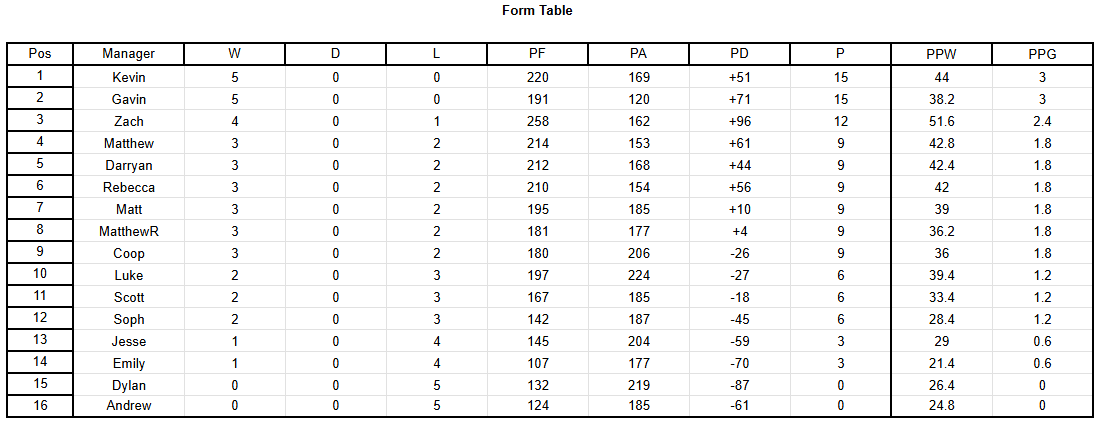 Form Table
Pos Manager W D L PF PA PD P PPW PPG
1 Kevin 5 0 0 220 169 +51 15 44 3
2 Gavin 5 0 0 191 120 +71 15 38.2 3
3 Zach 4 0 1 258 162 +96 12 51.6 2.4
4 Matthew 3 0 2 214 153 +61 9 42.8 1.8
5 Darryan 3 0 2 212 168 +44 9 42.4 1.8
6 Rebecca 3 0 2 210 154 +56 9 42 1.8
7 Matt 3 0 2 195 185 +10 9 39 1.8
8 MatthewR 3 0 2 181 177 +4 9 36.2 1.8
9 Coop 3 0 2 180 206 -26 9 36 1.8
10 Luke 2 0 3 197 224 -27 6 39.4 1.2
11 Scott 2 0 3 167 185 -18 6 33.4 1.2
12 Soph 2 0 3 142 187 -45 6 28.4 1.2
13 Jesse 1 0 4 145 204 -59 3 29 0.6
14 Emily 1 0 4 107 177 -70 3 21.4 0.6
15 Dylan 0 0 5 132 219 -87 0 26.4 0
16 Andrew 0 0 5 124 185 -61 0 24.8 0